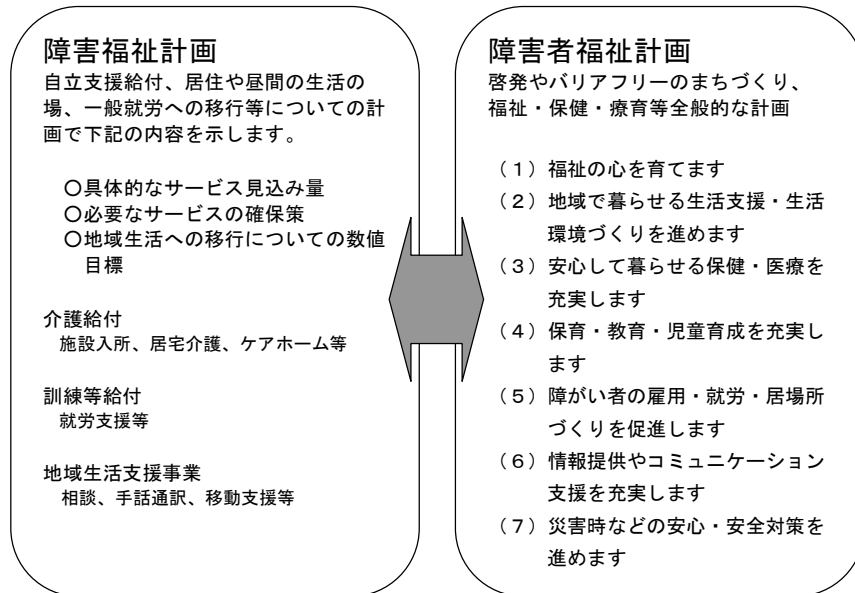 障害福祉計画
自立支援給付、居住や昼間の生活の
場、一般就労への移行等についての計
画で下記の内容を示します。
〇具体的なサービス見込み量
〇必要なサービスの確保策
〇地域生活への移行についての数値
目標
介護給付
施設入所、居宅介護、ケアホーム等
訓練等給付
就労支援等
地域生活支援事業
相談、手話通訳、移動支援等
障害者福祉計画
啓発やバリアフリーのまちづくり、
福祉・保健・療育等全般的な計画
（１）福祉の心を育てます
（２）地域で暮らせる生活支援・生活
環境づくりを進めます
（３）安心して暮らせる保健・医療を
充実します
（４）保育・教育・児童育成を充実し
ます
（５）障がい者の雇用・就労・居場所
づくりを促進します
（６）情報提供やコミュニケーション
支援を充実します
（７）災害時などの安心・安全対策を
進めます